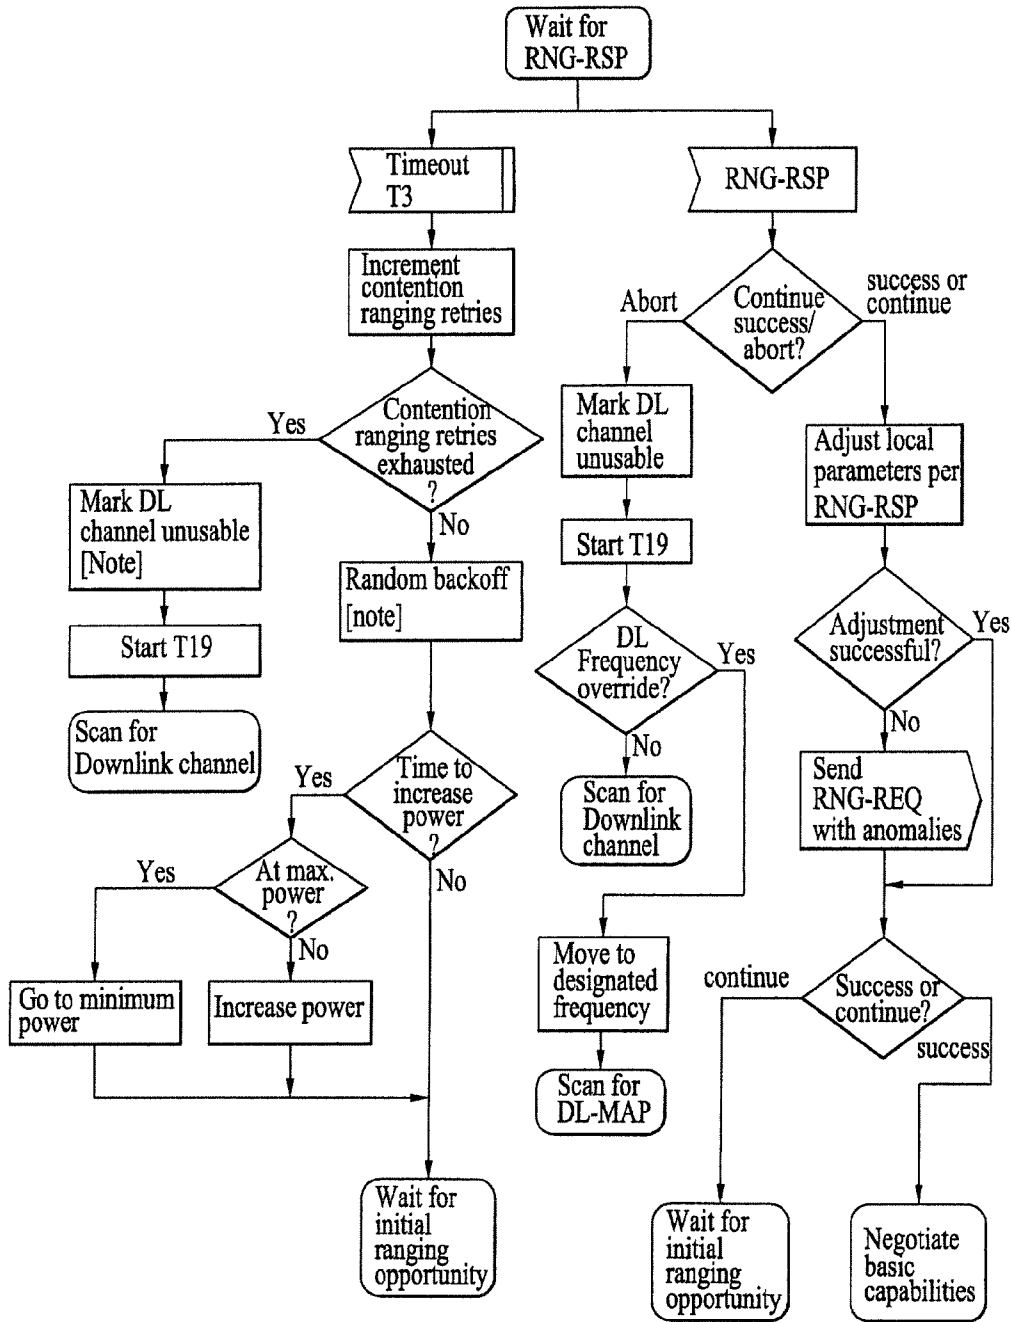 Wait for
RNG-RSP
Timeout
T3
RNG-RSP
Increment
contention
ranging retries
Abort
Continue
success/
abort?
success or
continue
Yes
Contention
ranging retries
exhausted
?
No
Mark DL
channel
unusable
Adjust local
parameters per
RNG-RSP
Mark DL
channel unusable
[Note]
Start T19
Random backoff
[note]
Start T19
DL
Frequency
override?
Yes
No
Adjustment
successful?
Yes
No
Scan for
Downlink channel
Yes
Time to
increase
power
?
No
Scan for
Downlink
channel
Send
RNG-REQ
with anomalies
Yes
At max.
power
?
No
Go to minimum
power
Increase power
Move to
designated
frequency
continue
Success or
continue?
success
Scan for
DL-MAP
Wait for
initial
ranging
opportunity
Wait for
initial
ranging
opportunity
Negotiate
basic
capabilities